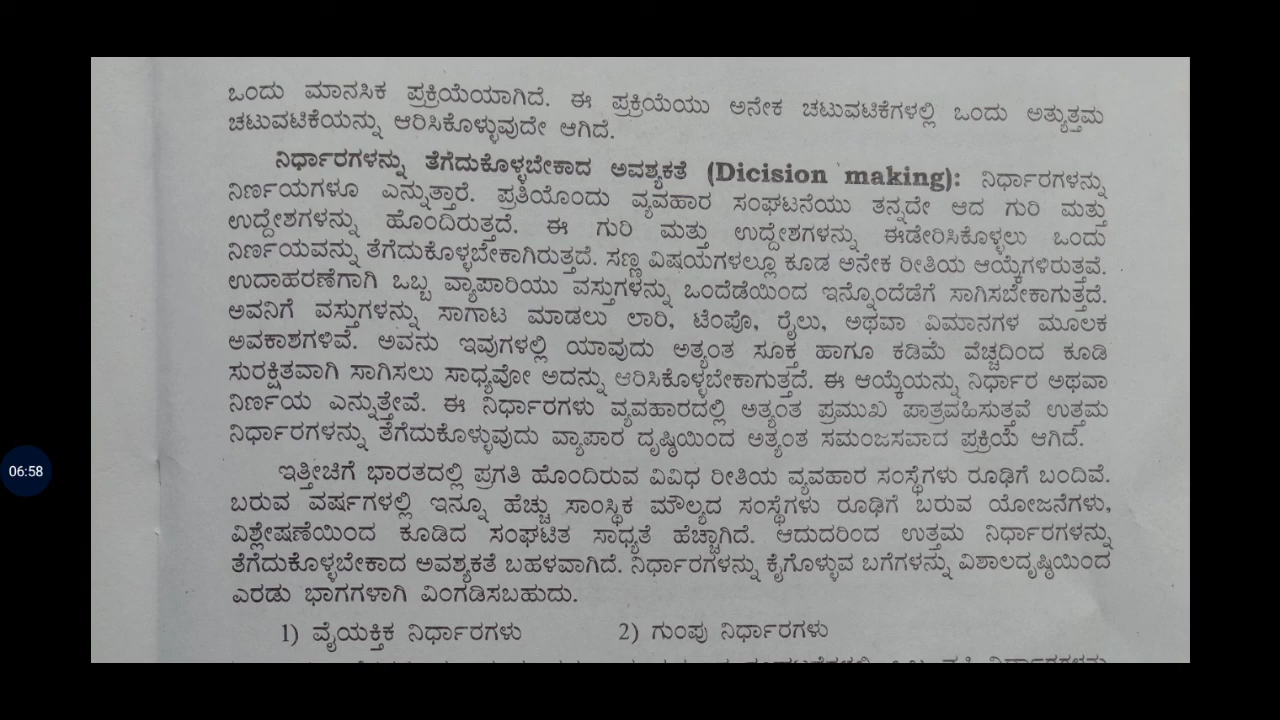 ಒಂದು ಮಾನಸಿಕ ಪ್ರಕ್ರಿಯೆಯಾಗಿದೆ. ಈ ಪ್ರಕ್ರಿಯೆಯು ಅನೇಕ ಚಟುವಟಿಕೆಗಳಲ್ಲಿ ಒಂದು ಅತ್ಯುತ್ತಮ
ಚಟುವಟಿಕೆಯನ್ನು ಆರಿಸಿಕೊಳ್ಳುವುದೇ ಆಗಿದೆ.
ನಿರ್ಧಾರಗಳನ್ನು ತೆಗೆದುಕೊಳ್ಳಬೇಕಾದ ಅವಶ್ಯಕತೆ (Dicision making): ನಿರ್ಧಾರಗಳನ್ನು
ನಿರ್ಣಯಗಳೂ ಎನ್ನುತ್ತಾರೆ. ಪ್ರತಿಯೊಂದು ವ್ಯವಹಾರ ಸಂಘಟನೆಯು ತನ್ನದೇ ಆದ ಗುರಿ ಮತ್ತು
ಉದ್ದೇಶಗಳನ್ನು ಹೊಂದಿರುತ್ತದೆ. ಈ ಗುರಿ ಮತ್ತು ಉದ್ದೇಶಗಳನ್ನು ಈಡೇರಿಸಿಕೊಳ್ಳಲು ಒಂದು
ನಿರ್ಣಯವನ್ನು ತೆಗೆದುಕೊಳ್ಳಬೇಕಾಗಿರುತ್ತದೆ. ಸಣ್ಣ ವಿಷಯಗಳಲ್ಲೂ ಕೂಡ ಅನೇಕ ರೀತಿಯ ಆಯ್ಕೆಗಳಿರುತ್ತವೆ.
ಉದಾಹರಣೆಗಾಗಿ ಒಬ್ಬ ವ್ಯಾಪಾರಿಯು ವಸ್ತುಗಳನ್ನು ಒಂದೆಡೆಯಿಂದ ಇನ್ನೊಂದೆಡೆಗೆ ಸಾಗಿಸಬೇಕಾಗುತ್ತದೆ.
ಅವನಿಗೆ ವಸ್ತುಗಳನ್ನು ಸಾಗಾಟ ಮಾಡಲು ಲಾರಿ, ಟೆಂಪೊ, ರೈಲು, ಅಥವಾ ವಿಮಾನಗಳ ಮೂಲಕ
ಅವಕಾಶಗಳಿವೆ. ಅವನು ಇವುಗಳಲ್ಲಿ ಯಾವುದು ಅತ್ಯಂತ ಸೂಕ್ತ ಹಾಗೂ ಕಡಿಮೆ ವೆಚ್ಚದಿಂದ ಕೂಡಿ
ಸುರಕ್ಷಿತವಾಗಿ ಸಾಗಿಸಲು ಸಾಧ್ಯವೋ ಅದನ್ನು ಆರಿಸಿಕೊಳ್ಳಬೇಕಾಗುತ್ತದೆ. ಈ ಆಯ್ಕೆಯನ್ನು ನಿರ್ಧಾರ ಅಥವಾ
ನಿರ್ಣಯ ಎನ್ನುತ್ತೇವೆ. ಈ ನಿರ್ಧಾರಗಳು ವ್ಯವಹಾರದಲ್ಲಿ ಅತ್ಯಂತ ಪ್ರಮುಖ ಪಾತ್ರವಹಿಸುತ್ತವೆ ಉತ್ತಮ
ನಿರ್ಧಾರಗಳನ್ನು ತೆಗೆದುಕೊಳ್ಳುವುದು ವ್ಯಾಪಾರ ದೃಷ್ಠಿಯಿಂದ ಅತ್ಯಂತ ಸಮಂಜಸವಾದ ಪ್ರಕ್ರಿಯೆ ಆಗಿದೆ.
06:58
ಇತ್ತೀಚಿಗೆ ಭಾರತದಲ್ಲಿ ಪ್ರಗತಿ ಹೊಂದಿರುವ ವಿವಿಧ ರೀತಿಯ ವ್ಯವಹಾರ ಸಂಸ್ಥೆಗಳು ರೂಢಿಗೆ ಬಂದಿವೆ.
ಬರುವ ವರ್ಷಗಳಲ್ಲಿ ಇನ್ನೂ ಹೆಚ್ಚು ಸಾಂಸ್ಥಿಕ ಮೌಲ್ಯದ ಸಂಸ್ಥೆಗಳು ರೂಢಿಗೆ ಬರುವ ಯೋಜನೆಗಳು,
ವಿಶ್ಲೇಷಣೆಯಿಂದ ಕೂಡಿದ ಸಂಘಟಿತ ಸಾಧ್ಯತೆ ಹೆಚ್ಚಾಗಿದೆ. ಆದುದರಿಂದ ಉತ್ತಮ ನಿರ್ಧಾರಗಳನ್ನು
ತೆಗೆದುಕೊಳ್ಳಬೇಕಾದ ಅವಶ್ಯಕತೆ ಬಹಳವಾಗಿದೆ. ನಿರ್ಧಾರಗಳನ್ನು ಕೈಗೊಳ್ಳುವ ಬಗೆಗಳನ್ನು ವಿಶಾಲದೃಷ್ಠಿಯಿಂದ
ಎರಡು ಭಾಗಗಳಾಗಿ ವಿಂಗಡಿಸಬಹುದು.
1) ವೈಯಕ್ತಿಕ ನಿರ್ಧಾರಗಳು 2) ಗುಂಪು ನಿರ್ಧಾರಗಳು